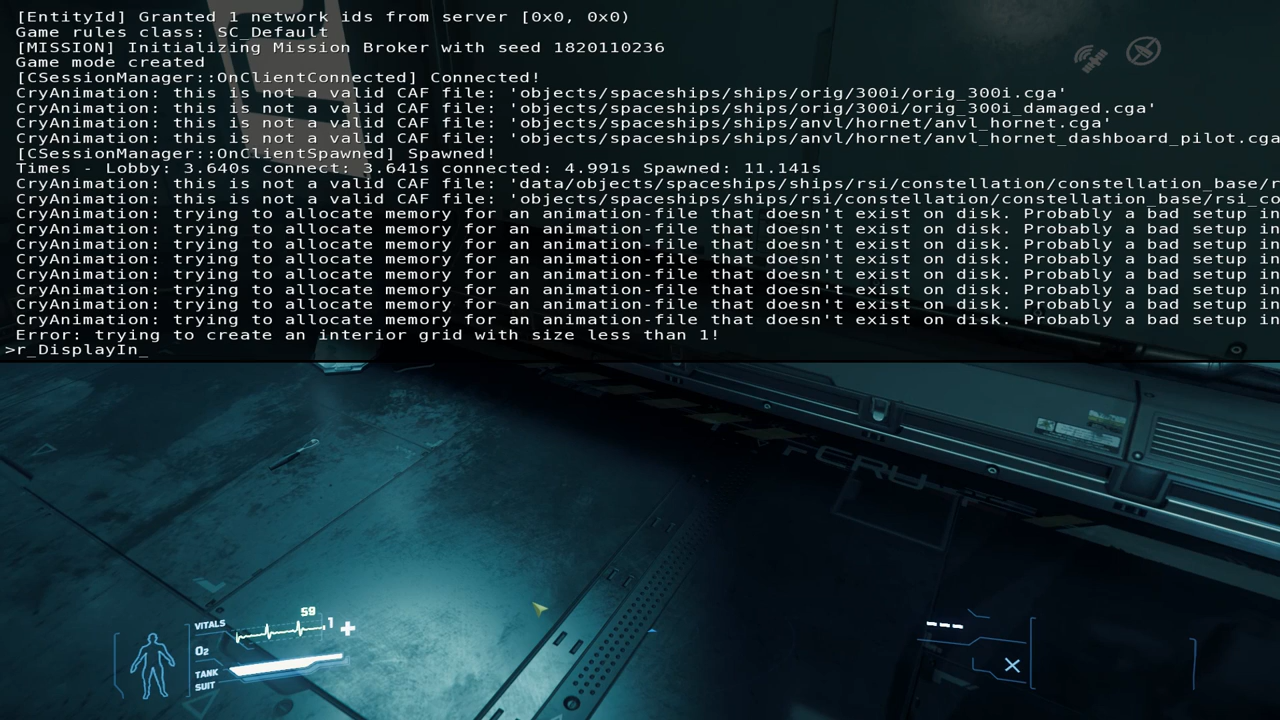 [EntityId] Granted 1 network ids from server [0x0, 0x0)
Game rules class: SC_Default
[MISSION] Initializing Mission Broker with seed 1820110236
Game mode created
[CSessionManager::OnClientConnected] Connected!
CryAnimation: this is not a valid CAF file: 'objects/spaceships/ships/orig/300i/orig_300i.cga'
CryAnimation: this is not a valid CAF file: 'objects/spaceships/ships/orig/300i/orig_300i_damaged.cga'
CryAnimation: this is not a valid CAF file: 'objects/spaceships/ships/anvl/hornet/anvl_hornet.cga'
CryAnimation: this is not a valid CAF file: 'objects/spaceships/ships/anvl/hornet/anvl_hornet_dashboard_pilot.cga
[CSessionManager::OnClientSpawned] Spawned!
Times - Lobby: 3.640s connect: 3.641s connected: 4.991s Spawned: 11.141s
CryAnimation: this is not a valid CAF file: 'data/objects/spaceships/ships/rsi/constellation/constellation_base/r
CryAnimation: this is not a valid CAF file: 'objects/spaceships/ships/rsi/constellation/constellation_base/rsi_co
CryAnimation: trying to allocate memory for an animation-file that doesn't exist on disk. Probably a bad setup in
CryAnimation: trying to allocate memory for an animation-file that doesn't exist on disk. Probably a bad setup in
CryAnimation: trying to allocate memory for an animation-file that doesn't exist on disk. Probably a bad setup in
CryAnimation: trying to allocate memory for an animation-file that doesn't exist on disk. Probably a bad setup in
CryAnimation: trying to allocate memory for an animation-file that doesn't exist on disk. Probably a bad setup in
CryAnimation: trying to allocate memory for an animation-file that doesn't exist on disk. Probably a bad setup in
CryAnimation: trying to allocate memory for an animation-file that doesn't exist on disk. Probably a bad setup in
CryAnimation: trying to allocate memory for an animation-file that doesn't exist on disk. Probably a bad setup in
Error: trying to create an interior grid with size less than 1!
>r_DisplayIn_
59
VITALS
1
O2
TANK
SUIT